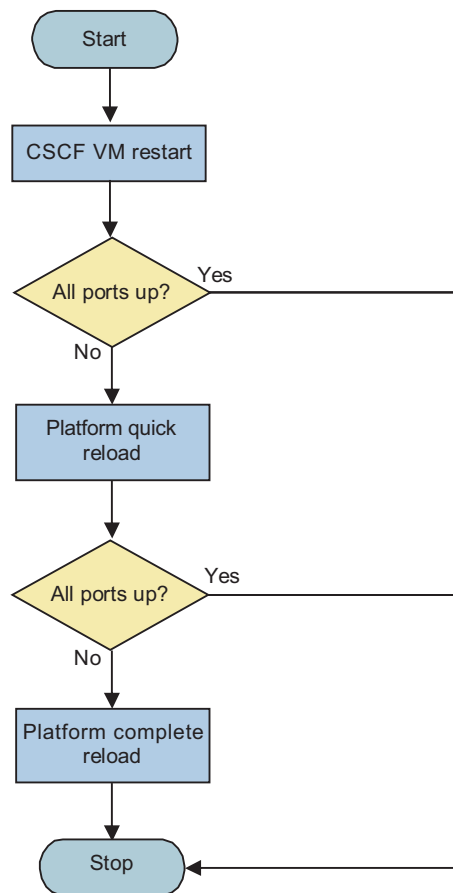 Start
CSCF VM restart
All ports up?
Yes
No
Platform quick
reload
All ports up?
Yes
No
Platform complete
reload
Stop